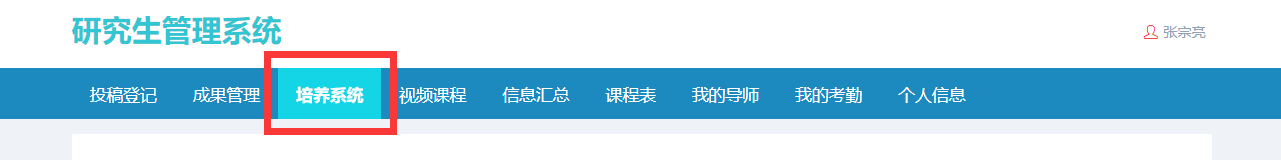 研究生管理系统
张宗亮
投稿登记 成果管理 培养系统 视频课程 信息汇总 课程表 我的导师 我的考勤 个人信息